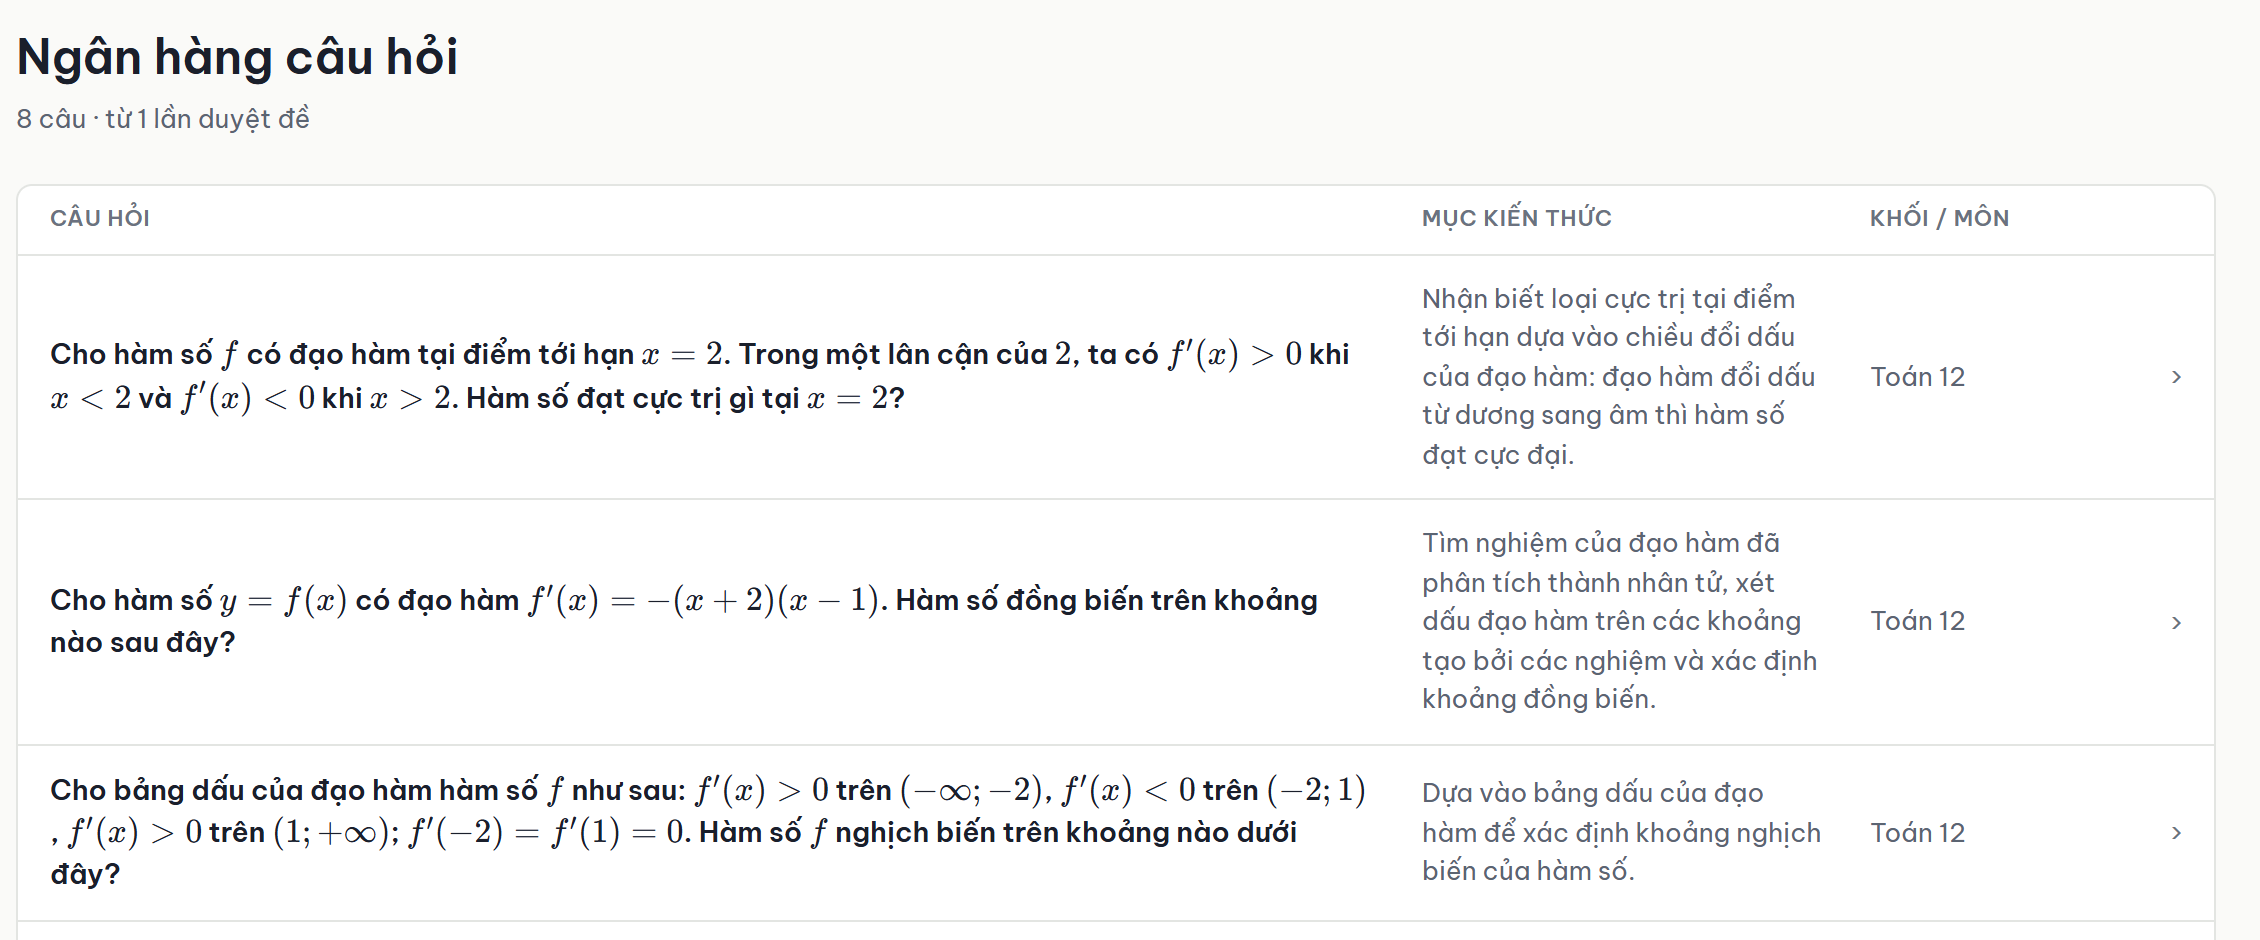 Ngân hàng câu hỏi
8 câu · từ 1 lần duyệt đề
CÂU HỎI
MỤC KIẾN THỨC
KHỐI / MÔN
Cho hàm số f có đạo hàm tại điểm tới hạn x = 2. Trong một lân cận của 2, ta có f′(x) > 0 khi
x < 2 và f′(x) < 0 khi x > 2. Hàm số đạt cực trị gì tại x = 2?
Nhận biết loại cực trị tại điểm
tới hạn dựa vào chiều đổi dấu
của đạo hàm: đạo hàm đổi dấu
từ dương sang âm thì hàm số
đạt cực đại.
Toán 12
›
Cho hàm số y = f(x) có đạo hàm f′(x) = −(x + 2)(x − 1). Hàm số đồng biến trên khoảng
nào sau đây?
Tìm nghiệm của đạo hàm đã
phân tích thành nhân tử, xét
dấu đạo hàm trên các khoảng
tạo bởi các nghiệm và xác định
khoảng đồng biến.
Toán 12
›
Cho bảng dấu của đạo hàm hàm số f như sau: f′(x) > 0 trên (−∞; −2), f′(x) < 0 trên (−2; 1)
, f′(x) > 0 trên (1; +∞); f′(−2) = f′(1) = 0. Hàm số f nghịch biến trên khoảng nào dưới
đây?
Dựa vào bảng dấu của đạo
hàm để xác định khoảng nghịch
biến của hàm số.
Toán 12
›